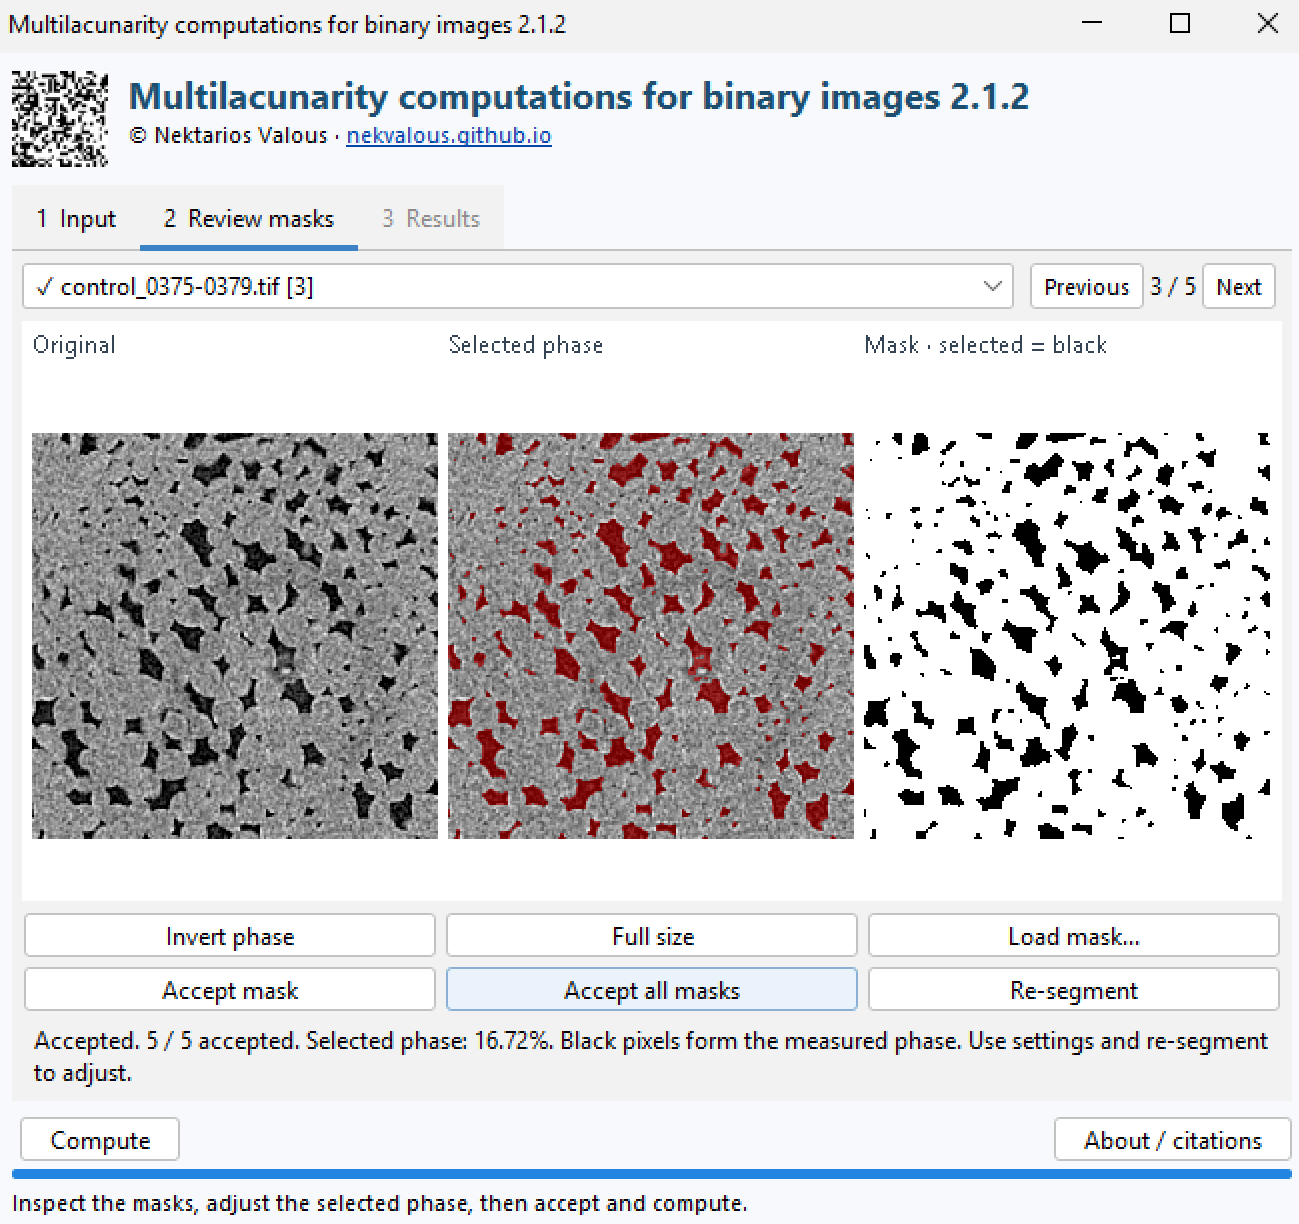 Multilacunarity computations for binary images 2.1.2
Multilacunarity computations for binary images 2.1.2
© Nektarios Valous · nekvalous.github.io
1 Input 2 Review masks 3 Results
✓ control_0375-0379.tif [3] Previous 3 / 5 Next
Original Selected phase Mask · selected = black
Invert phase Full size Load mask...
Accept mask Accept all masks Re-segment
Accepted. 5 / 5 accepted. Selected phase: 16.72%. Black pixels form the measured phase. Use settings and re-segment
to adjust.
Compute About / citations
Inspect the masks, adjust the selected phase, then accept and compute.